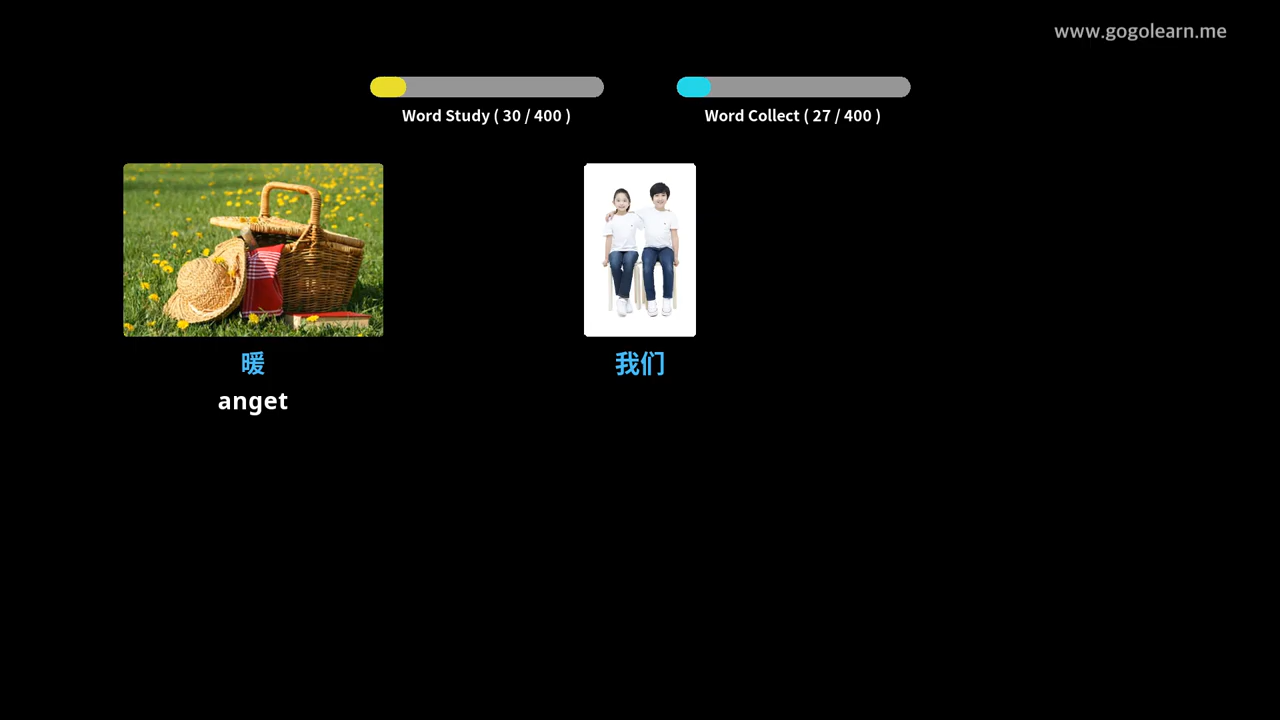 www.gogolearn.me
Word Study ( 30 / 400 )
Word Collect ( 27 / 400 )
暖
anget
我们